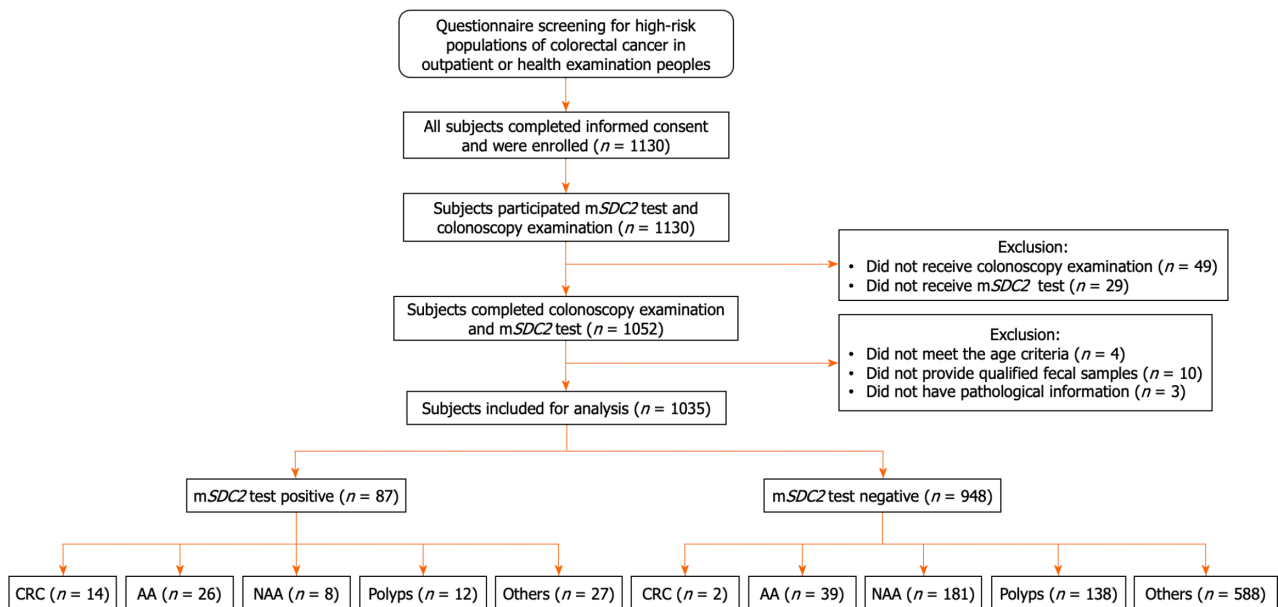 Questionnaire screening for high-risk
populations of colorectal cancer in
outpatient or health examination peoples
All subjects completed informed consent
and were enrolled (n = 1130)
Subjects participated mSDC2 test and
colonoscopy examination (n = 1130)
Exclusion:
• Did not receive colonoscopy examination (n = 49)
• Did not receive mSDC2 test (n = 29)
Subjects completed colonoscopy examination
and mSDC2 test (n = 1052)
Exclusion:
• Did not meet the age criteria (n = 4)
• Did not provide qualified fecal samples (n = 10)
• Did not have pathological information (n = 3)
Subjects included for analysis (n = 1035)
mSDC2 test positive (n = 87)
mSDC2 test negative (n = 948)
CRC (n = 14)
AA (n = 26)
NAA (n = 8)
Polyps (n = 12)
Others (n = 27)
CRC (n = 2)
AA (n = 39)
NAA (n = 181)
Polyps (n = 138)
Others (n = 588)